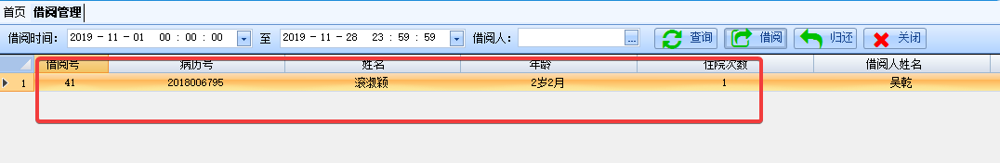 首页 借阅管理
借阅时间： 2019-11-01 00:00:00 至 2019-11-28 23:59:59 借阅人： ... 查询 借阅 归还 关闭
借阅号 病历号 姓名 年龄 住院次数 借阅人姓名
1 41 2018006795 滚淑颖 2岁2月 1 吴乾